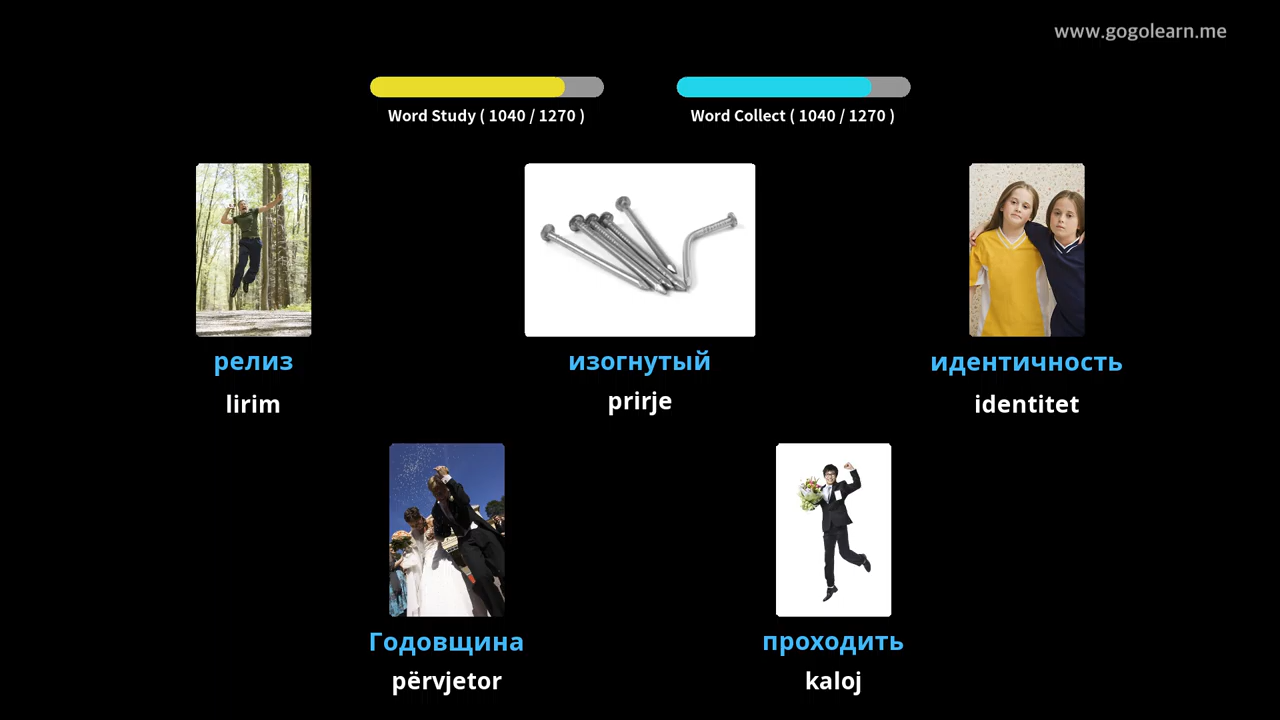 www.gogolearn.me
Word Study ( 1040 / 1270 )
Word Collect ( 1040 / 1270 )
релиз
lirim
изогнутый
prirje
идентичность
identitet
Годовщина
përvjetor
проходить
kaloj